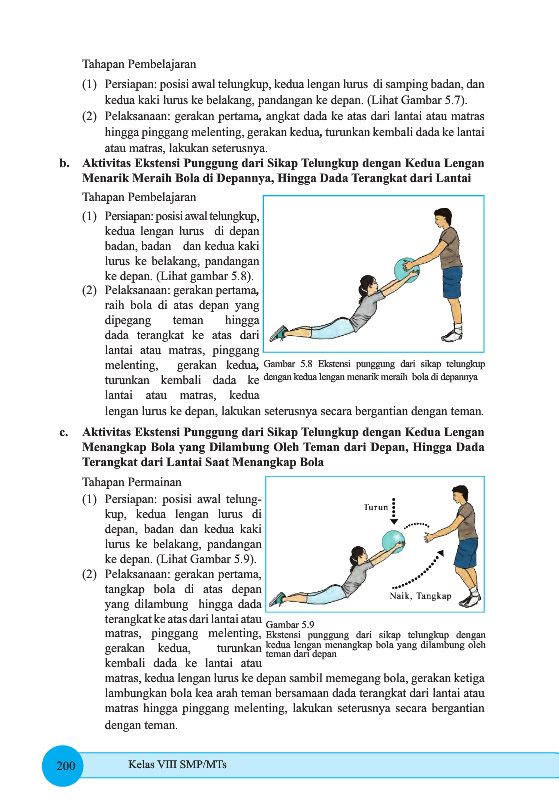 Tahapan Pembelajaran
(1) Persiapan: posisi awal telungkup, kedua lengan lurus di samping badan, dan
kedua kaki lurus ke belakang, pandangan ke depan. (Lihat Gambar 5.7).
(2) Pelaksanaan: gerakan pertama, angkat dada ke atas dari lantai atau matras
hingga pinggang melenting, gerakan kedua, turunkan kembali dada ke lantai
atau matras, lakukan seterusnya.
b. Aktivitas Ekstensi Punggung dari Sikap Telungkup dengan Kedua Lengan
Menarik Meraih Bola di Depannya, Hingga Dada Terangkat dari Lantai
Tahapan Pembelajaran
(1) Persiapan: posisi awal telungkup,
kedua lengan lurus di depan
badan, badan dan kedua kaki
lurus ke belakang, pandangan
ke depan. (Lihat gambar 5.8).
(2) Pelaksanaan: gerakan pertama,
raih bola di atas depan yang
dipegang teman hingga
dada terangkat ke atas dari
lantai atau matras, pinggang
melenting, gerakan kedua,
turunkan kembali dada ke
lantai atau matras, kedua
lengan lurus ke depan, lakukan seterusnya secara bergantian dengan teman.
Gambar 5.8 Ekstensi punggung dari sikap telungkup
dengan kedua lengan menarik meraih bola di depannya
c. Aktivitas Ekstensi Punggung dari Sikap Telungkup dengan Kedua Lengan
Menangkap Bola yang Dilambung Oleh Teman dari Depan, Hingga Dada
Terangkat dari Lantai Saat Menangkap Bola
Tahapan Permainan
(1) Persiapan: posisi awal telung-
kup, kedua lengan lurus di
depan, badan dan kedua kaki
lurus ke belakang, pandangan
ke depan. (Lihat Gambar 5.9).
(2) Pelaksanaan: gerakan pertama,
tangkap bola di atas depan
yang dilambung hingga dada
terangkat ke atas dari lantai atau
matras, pinggang melenting,
gerakan kedua, turunkan
kembali dada ke lantai atau
matras, kedua lengan lurus ke depan sambil memegang bola, gerakan ketiga
lambungkan bola kea arah teman bersamaan dada terangkat dari lantai atau
matras hingga pinggang melenting, lakukan seterusnya secara bergantian
dengan teman.
Turun
Naik, Tangkap
Gambar 5.9
Ekstensi punggung dari sikap telungkup dengan
kedua lengan menangkap bola yang dilambung oleh
teman dari depan
200
Kelas VIII SMP/MTs